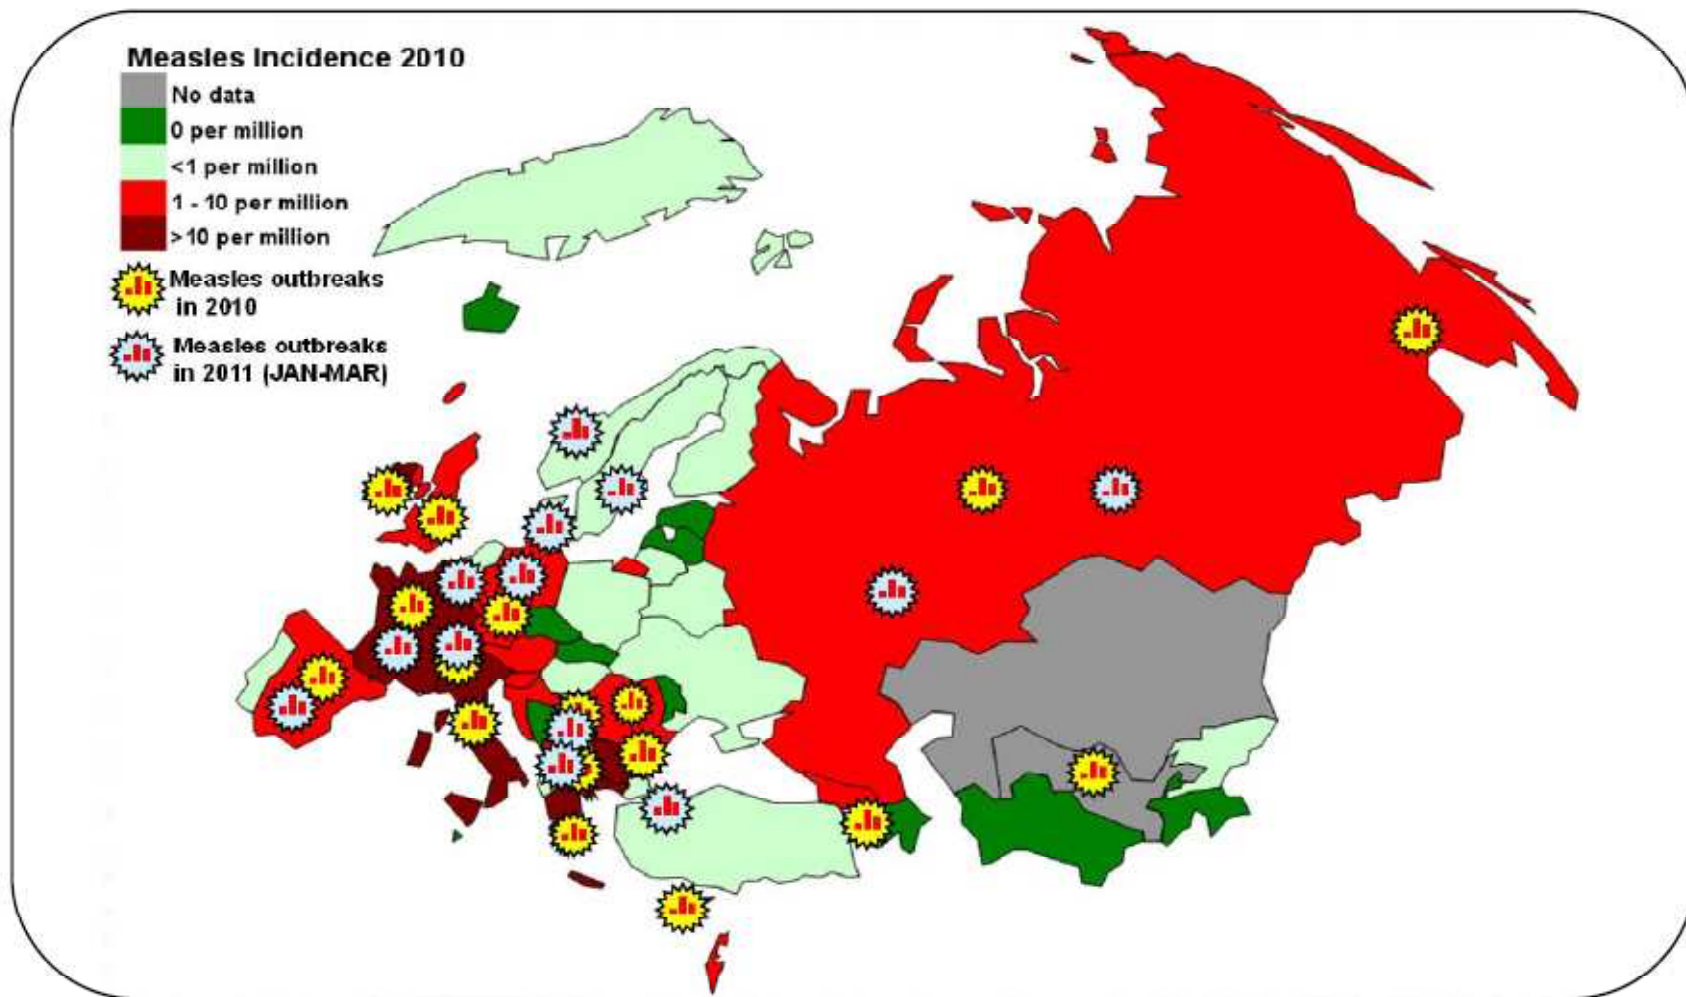 Measles Incidence 2010
No data
0 per million
<1 per million
1 - 10 per million
>10 per million
Measles outbreaks
in 2010
Measles outbreaks
in 2011 (JAN-MAR)